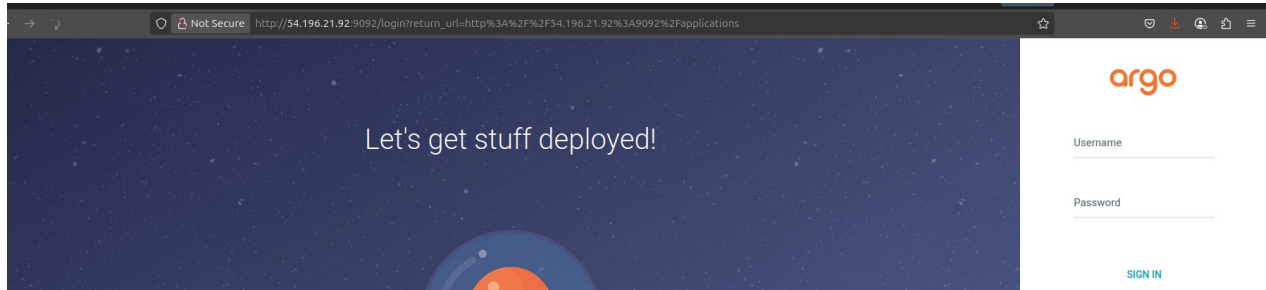 Not Secure http://54.196.21.92:9092/login?return_url=http%3A%2F%2F54.196.21.92%3A9092%2Fapplications
argo
Let's get stuff deployed!
Username
Password
SIGN IN